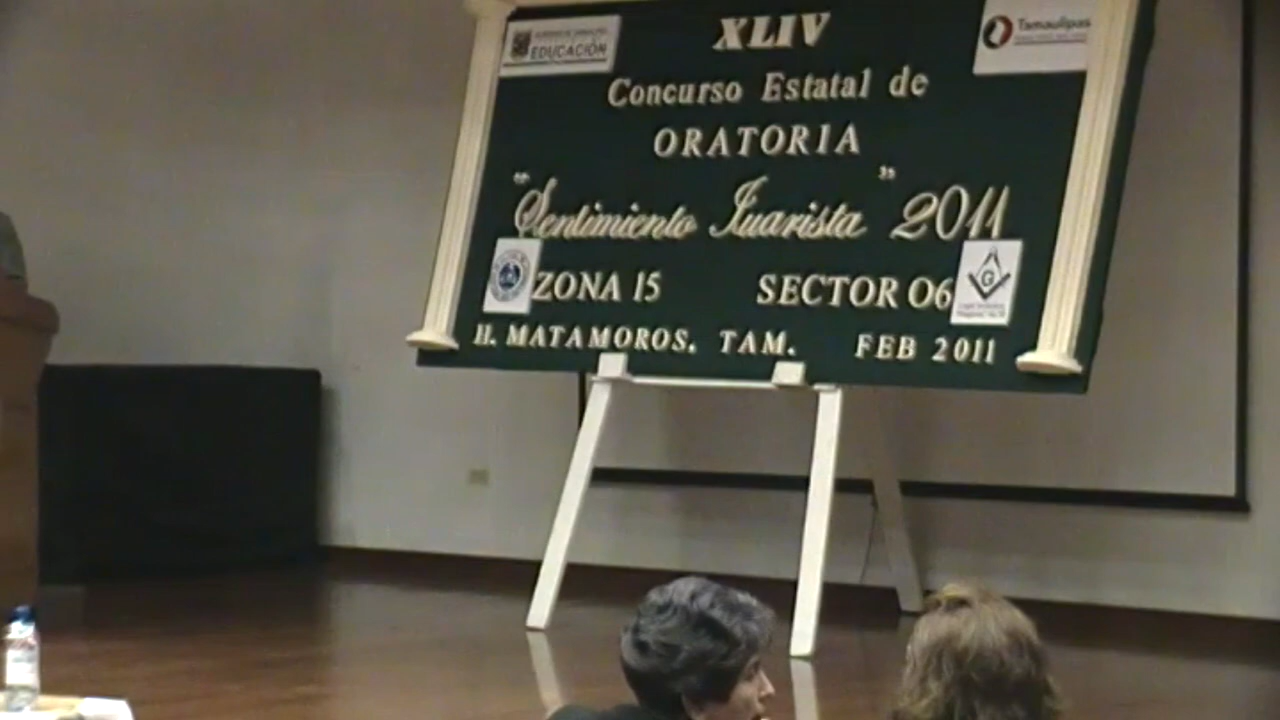 XLIV
EDUCACIÓN
Tamaulipas
Concurso Estatal de
ORATORIA
"Sentimiento Juarista" 2011
ZONA 15 SECTOR 06
G
H. MATAMOROS, TAM. FEB 2011